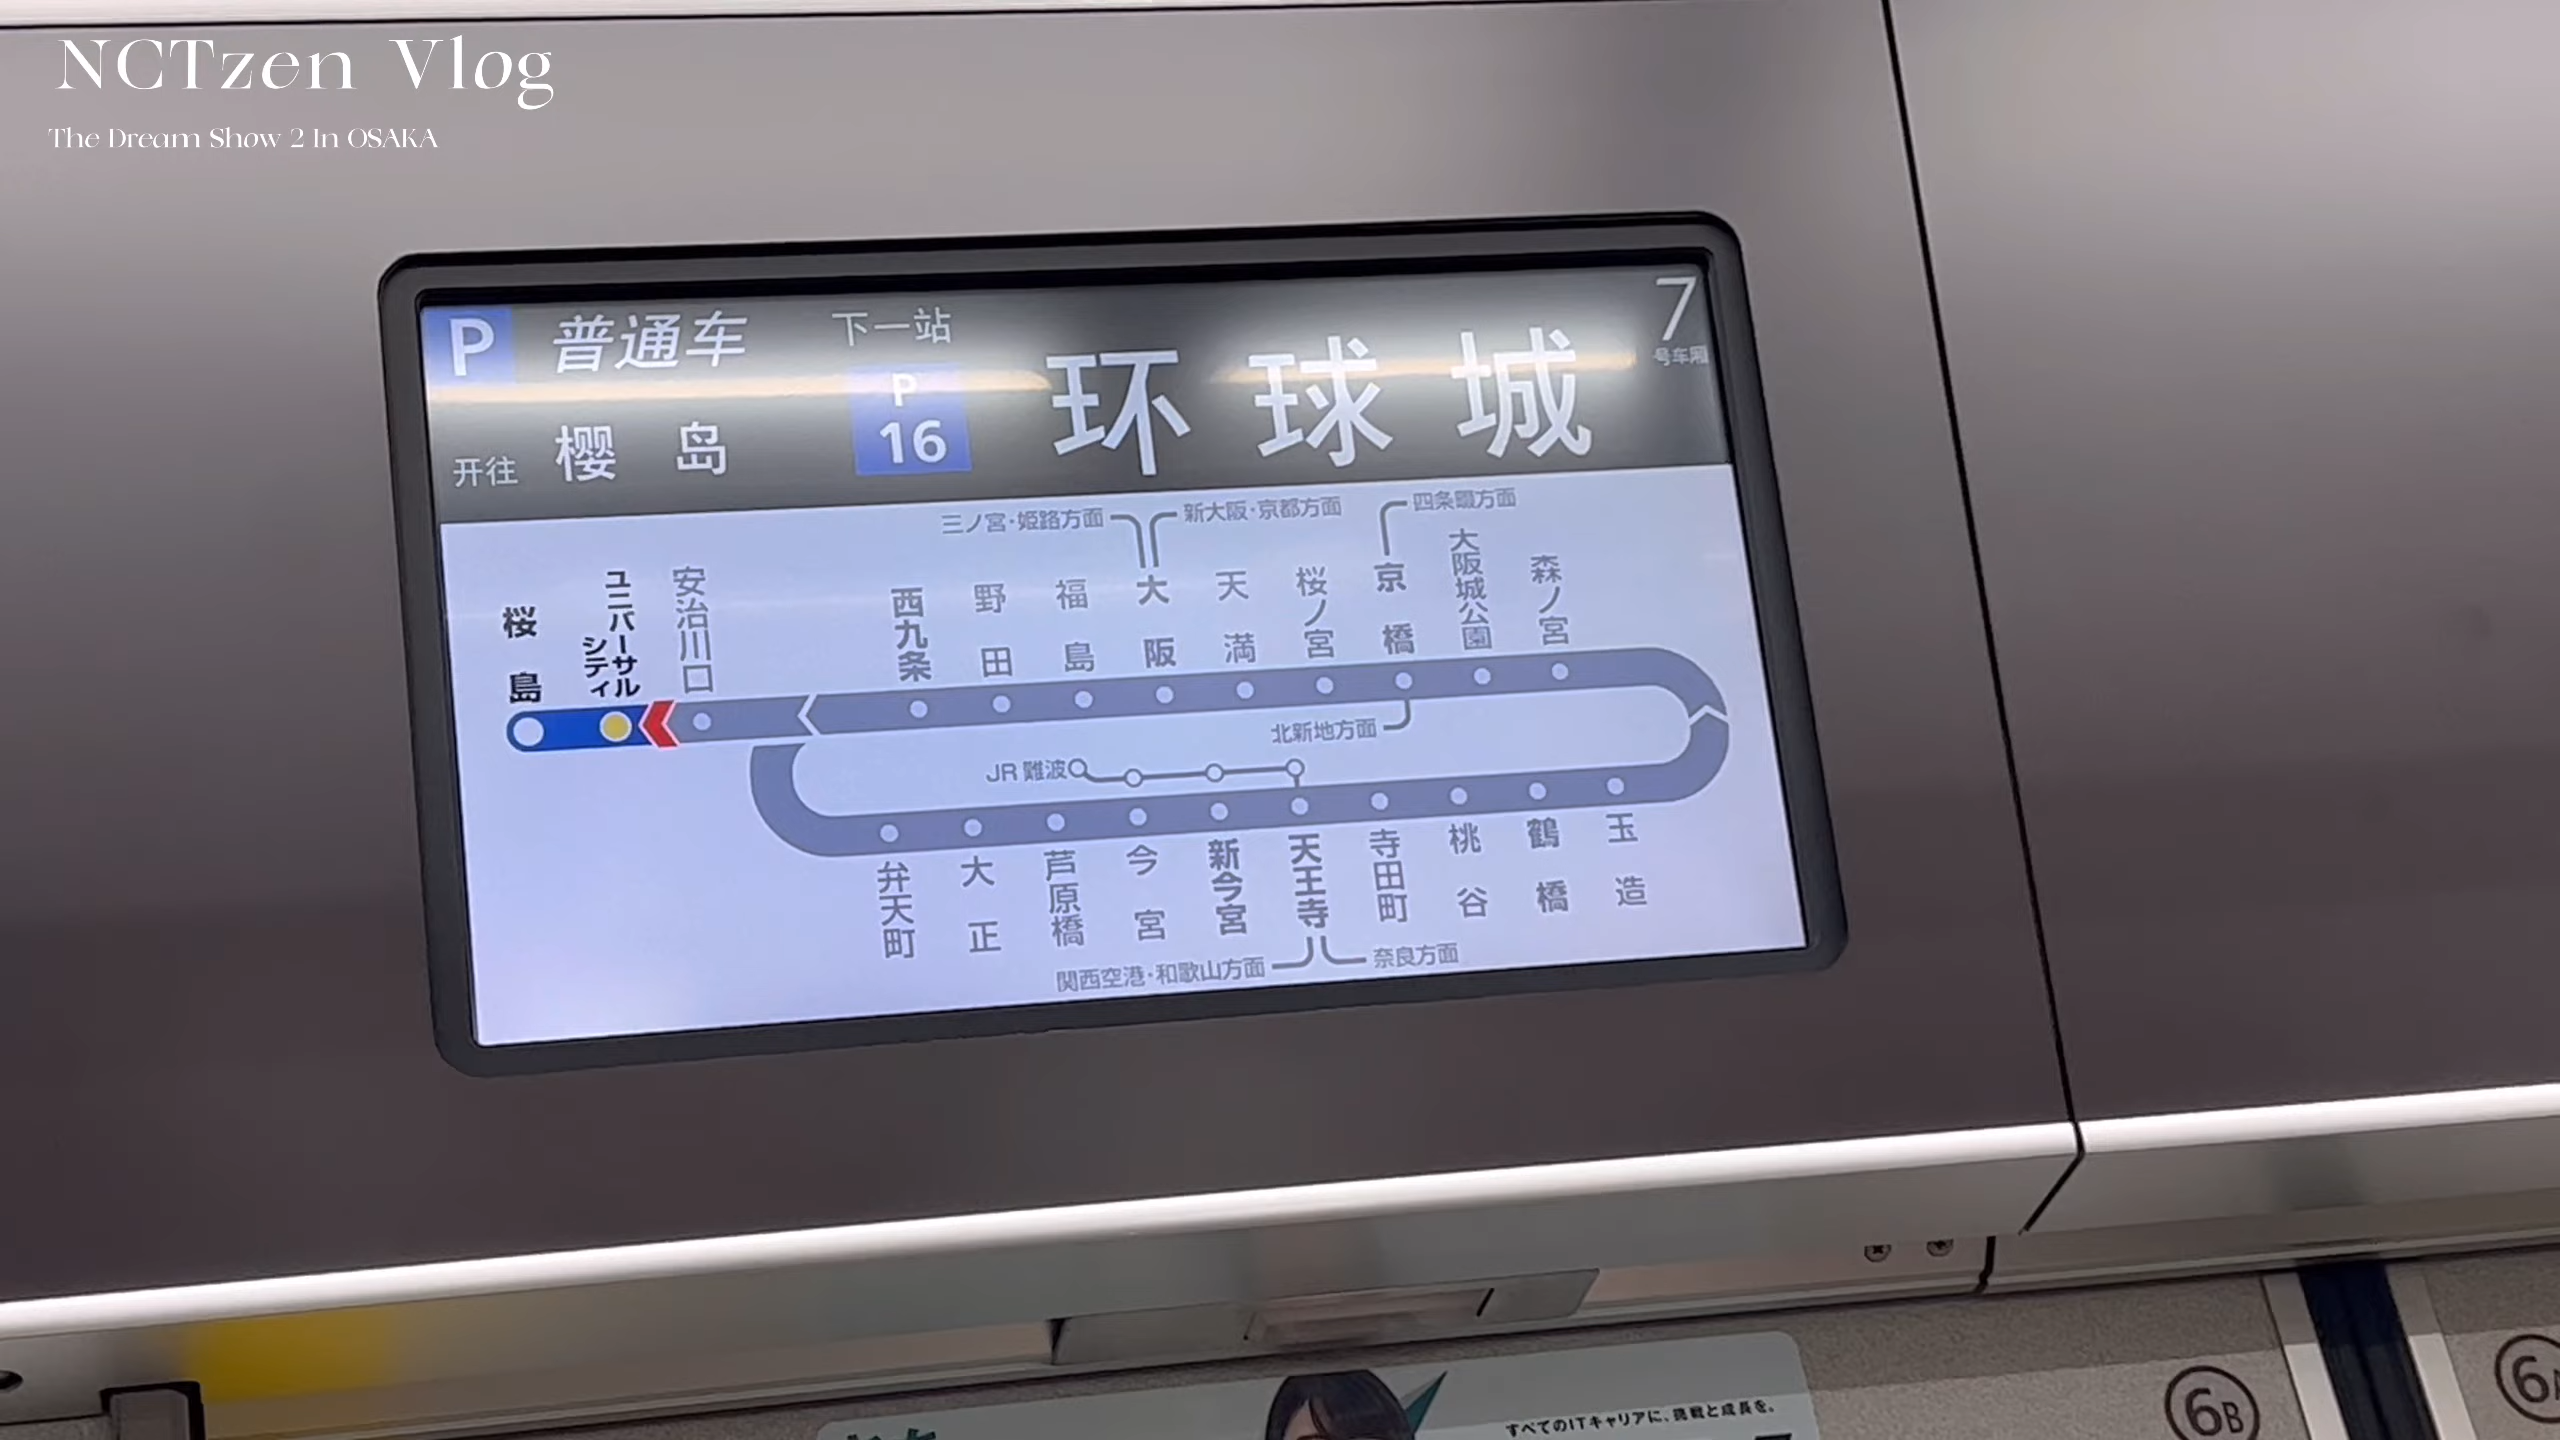 NCTzen Vlog
The Dream Show 2 In OSAKA
P 普通车
下一站
7
号车厢
开往 樱岛
P
16
环球城
三ノ宮・姫路方面
新大阪・京都方面
四条畷方面
桜島
ユニバーサルシティ
安治川口
西九条
野田
福島
大阪
天満
桜ノ宮
京橋
大阪城公園
森ノ宮
北新地方面
JR難波
弁天町
大正
芦原橋
今宮
新今宮
天王寺
寺田町
桃谷
鶴橋
玉造
関西空港・和歌山方面
奈良方面
すべてのITキャリアに、挑戦と成長を。
6B